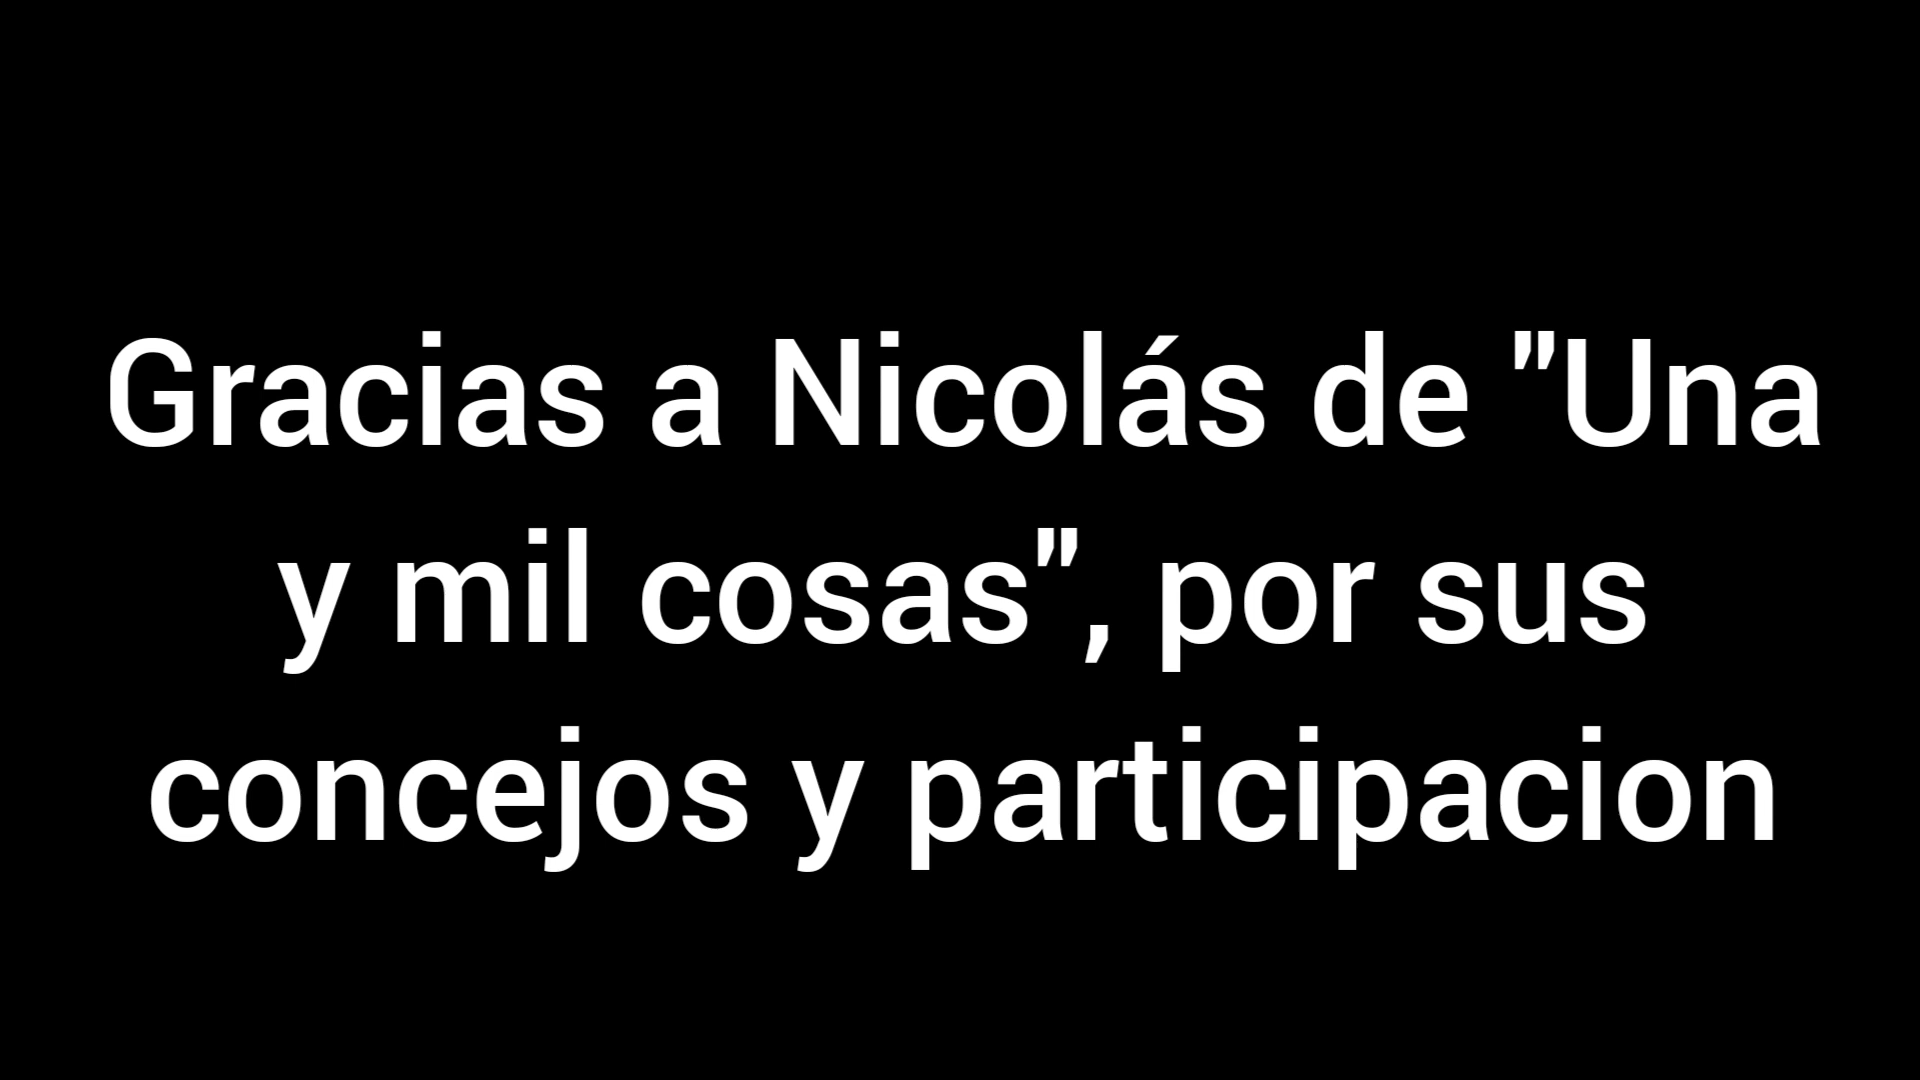 Gracias a Nicolás de "Una
y mil cosas", por sus
concejos y participacion